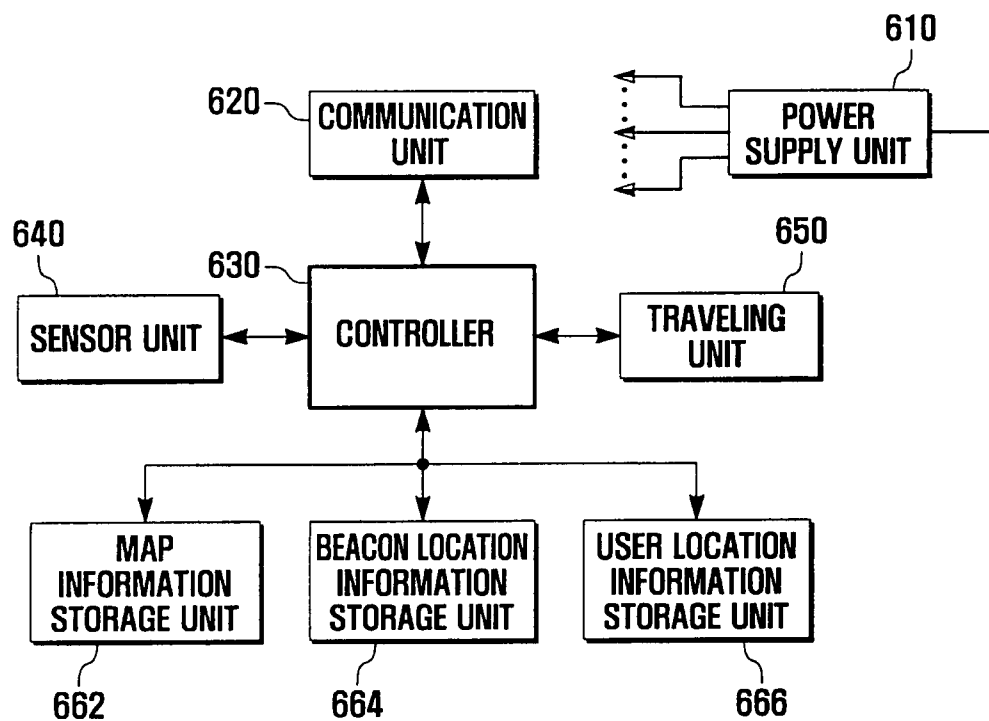 610
620
COMMUNICATION
UNIT
POWER
SUPPLY UNIT
640
630
650
SENSOR UNIT
CONTROLLER
TRAVELING
UNIT
MAP
INFORMATION
STORAGE UNIT
BEACON LOCATION
INFORMATION
STORAGE UNIT
USER LOCATION
INFORMATION
STORAGE UNIT
662
664
666